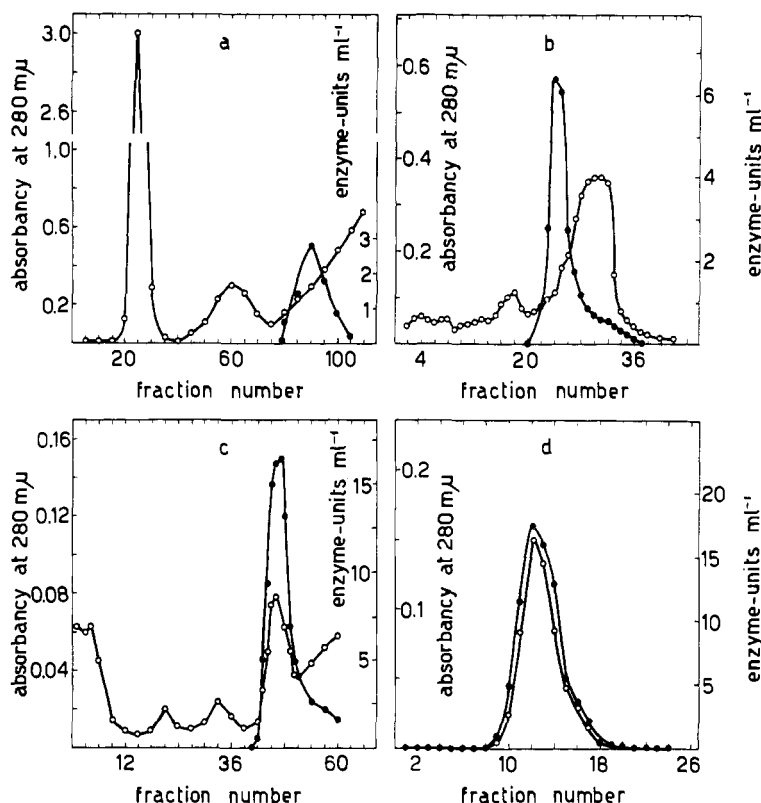 a
absorbancy at 280 mμ
3.0
2.6
1.0
0.6
0.2
enzyme-units ml⁻¹
3
2
1
20 60 100
fraction number
b
absorbancy at 280 mμ
0.6
0.4
0.2
enzyme-units ml⁻¹
6
4
2
4 20 36
fraction number
c
absorbancy at 280 mμ
0.16
0.12
0.08
0.04
enzyme-units ml⁻¹
15
10
5
12 36 60
fraction number
d
absorbancy at 280 mμ
0.2
0.1
enzyme-units ml⁻¹
20
15
10
5
2 10 18 26
fraction number